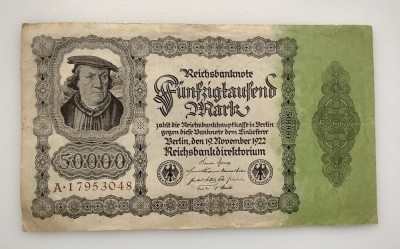 Reichsbanknote
Fünfzigtausend
Mark
zahlt die Reichsbankhauptkasse in Berlin
gegen diese Banknote dem Einlieferer
Berlin, den 19. November 1922
Reichsbankdirektorium
50000
A·17953048
50000